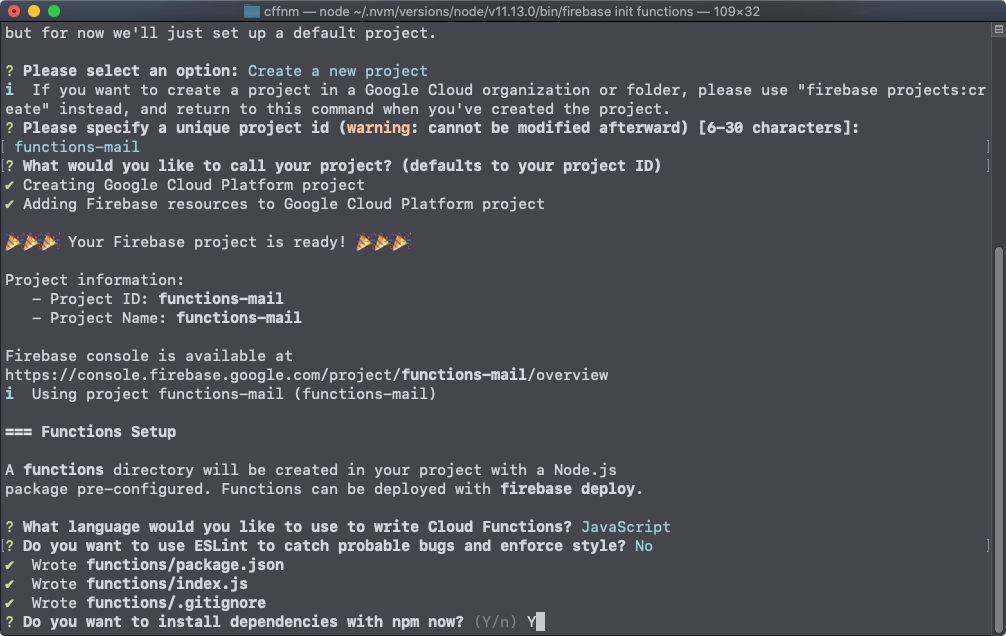 cffnm — node ~/.nvm/versions/node/v11.13.0/bin/firebase init functions — 109×32
but for now we'll just set up a default project.
? Please select an option: Create a new project
i  If you want to create a project in a Google Cloud organization or folder, please use "firebase projects:cr
eate" instead, and return to this command when you've created the project.
? Please specify a unique project id (warning: cannot be modified afterward) [6-30 characters]:
[ functions-mail ]
[? What would you like to call your project? (defaults to your project ID) ]
✔ Creating Google Cloud Platform project
✔ Adding Firebase resources to Google Cloud Platform project
🎉🎉🎉 Your Firebase project is ready! 🎉🎉🎉
Project information:
   - Project ID: functions-mail
   - Project Name: functions-mail
Firebase console is available at
https://console.firebase.google.com/project/functions-mail/overview
i  Using project functions-mail (functions-mail)
=== Functions Setup
A functions directory will be created in your project with a Node.js
package pre-configured. Functions can be deployed with firebase deploy.
? What language would you like to use to write Cloud Functions? JavaScript
[? Do you want to use ESLint to catch probable bugs and enforce style? No ]
✔  Wrote functions/package.json
✔  Wrote functions/index.js
✔  Wrote functions/.gitignore
? Do you want to install dependencies with npm now? (Y/n) Y